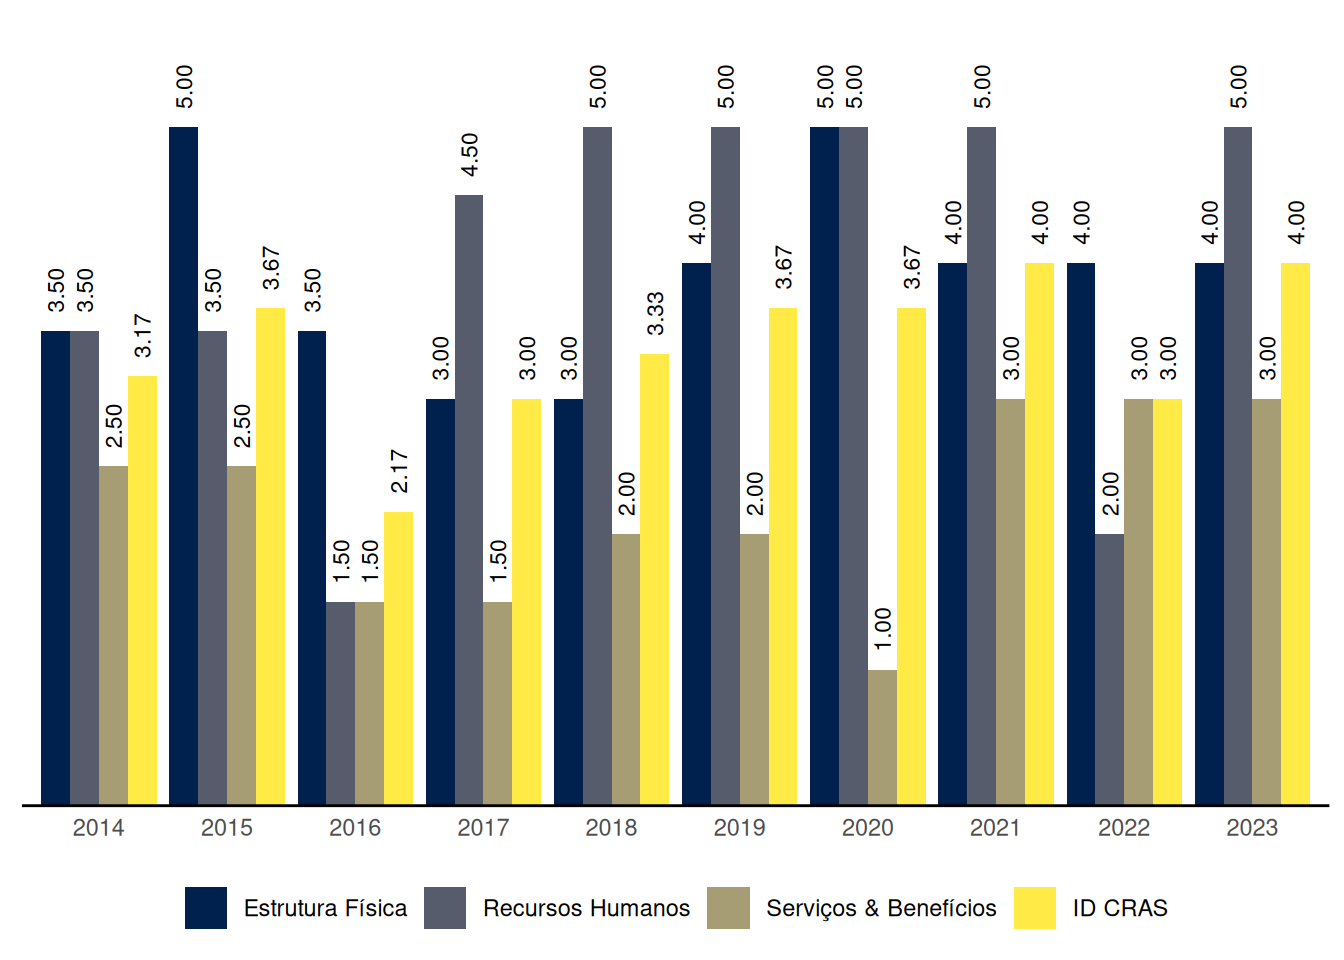 5.00 5.00 5.00 5.00 5.00 5.00 5.00
4.50
4.00 4.00 4.00 4.00 4.00 4.00
3.50 3.50 3.50 3.67 3.50 3.67 3.67
3.17 3.33
3.00 3.00 3.00 3.00 3.00 3.00 3.00
2.50 2.50
2.17 2.00 2.00 2.00
1.50 1.50 1.50
1.00
2014 2015 2016 2017 2018 2019 2020 2021 2022 2023
Estrutura Física Recursos Humanos Serviços & Benefícios ID CRAS